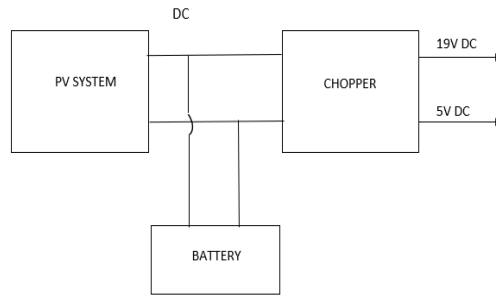 DC
19V DC
PV SYSTEM
CHOPPER
5V DC
BATTERY